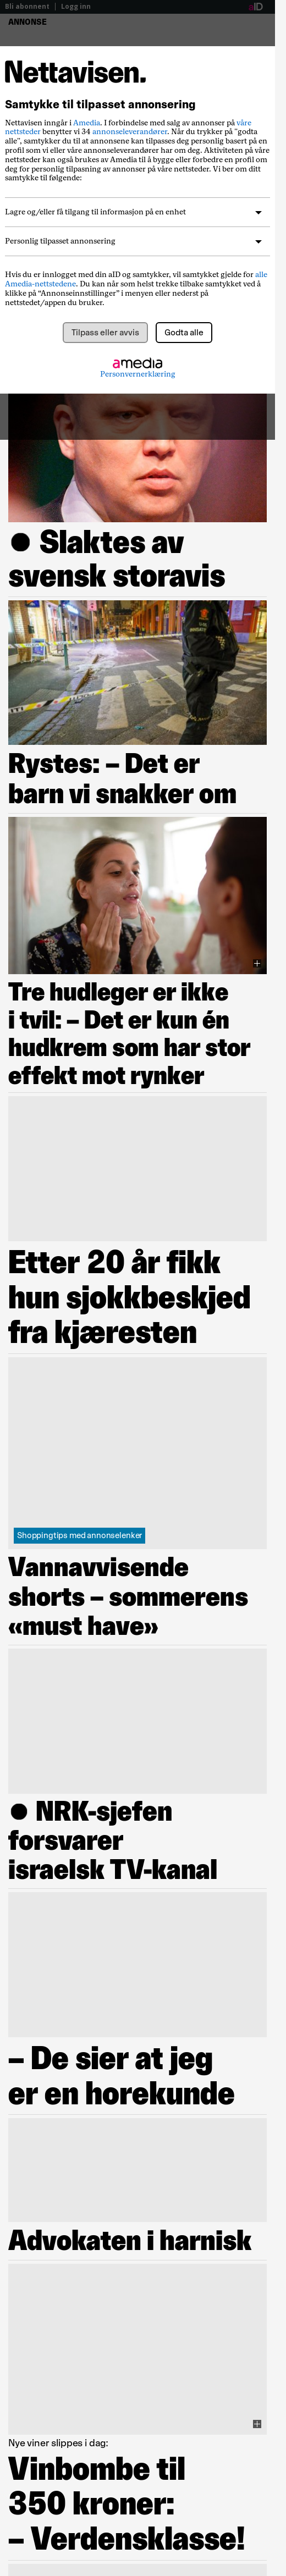 Bli abonnent | Logg inn
aID
ANNONSE
Nettavisen.
Samtykke til tilpasset annonsering
Nettavisen inngår i Amedia. I forbindelse med salg av annonser på våre
nettsteder benytter vi 34 annonseleverandører. Når du trykker på "godta
alle", samtykker du til at annonsene kan tilpasses deg personlig basert på en
profil som vi eller våre annonseleverandører har om deg. Aktiviteten på våre
nettsteder kan også brukes av Amedia til å bygge eller forbedre en profil om
deg for personlig tilpasning av annonser på våre nettsteder. Vi ber om ditt
samtykke til følgende:
Lagre og/eller få tilgang til informasjon på en enhet
Personlig tilpasset annonsering
Hvis du er innlogget med din aID og samtykker, vil samtykket gjelde for alle
Amedia-nettstedene. Du kan når som helst trekke tilbake samtykket ved å
klikke på “Annonseinnstillinger” i menyen eller nederst på
nettstedet/appen du bruker.
Tilpass eller avvis
Godta alle
amedia
Personvernerklæring
● Slaktes av
svensk storavis
Rystes: – Det er
barn vi snakker om
Tre hudleger er ikke
i tvil: – Det er kun én
hudkrem som har stor
effekt mot rynker
Etter 20 år fikk
hun sjokkbeskjed
fra kjæresten
Shoppingtips med annonselenker
Vannavvisende
shorts – sommerens
«must have»
● NRK-sjefen
forsvarer
israelsk TV-kanal
– De sier at jeg
er en horekunde
Advokaten i harnisk
Nye viner slippes i dag:
Vinbombe til
350 kroner:
– Verdensklasse!